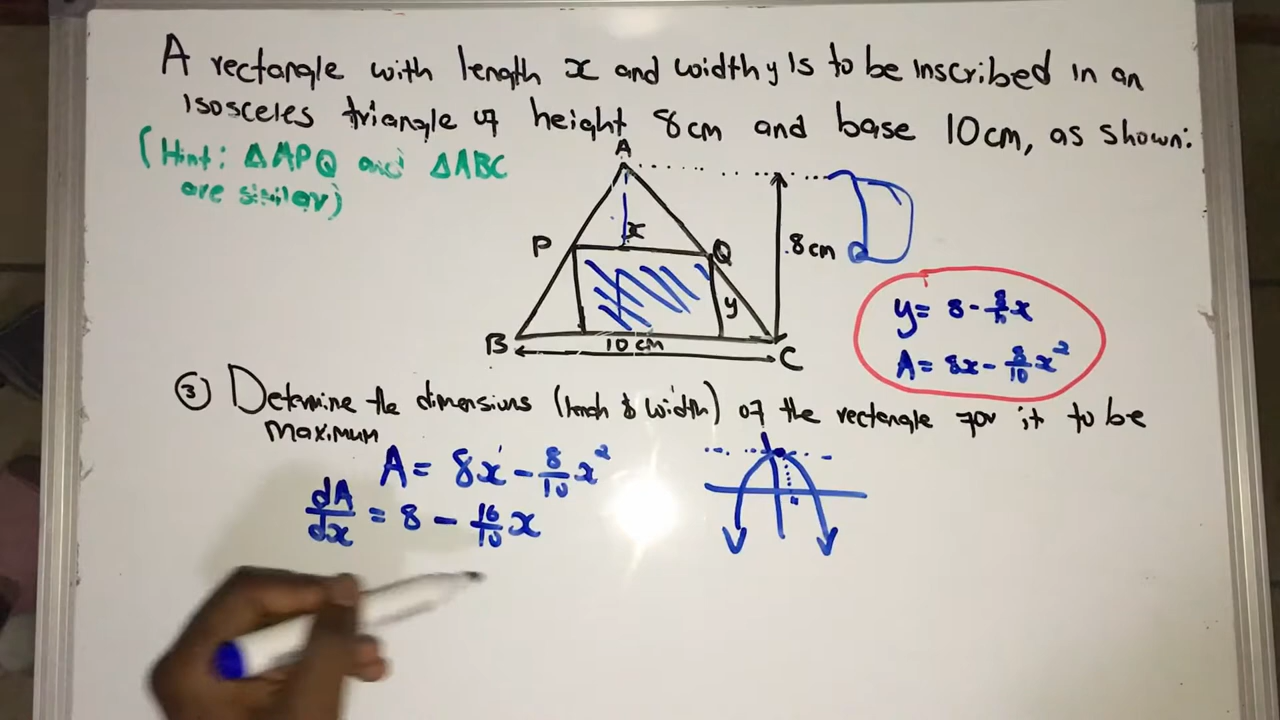 A rectangle with length x and width y is to be inscribed in an
isosceles triangle of height 8cm and base 10cm, as shown:
(Hint: ΔAPQ and ΔABC
are similar)
A
P
x
Q
8cm
y
B
10 cm
C
y = 8 - 8/10 x
A = 8x - 8/10 x²
③ Determine the dimensions (lenth & width) of the rectangle for it to be
maximum
A = 8x - 8/10 x²
dA/dx = 8 - 16/10 x